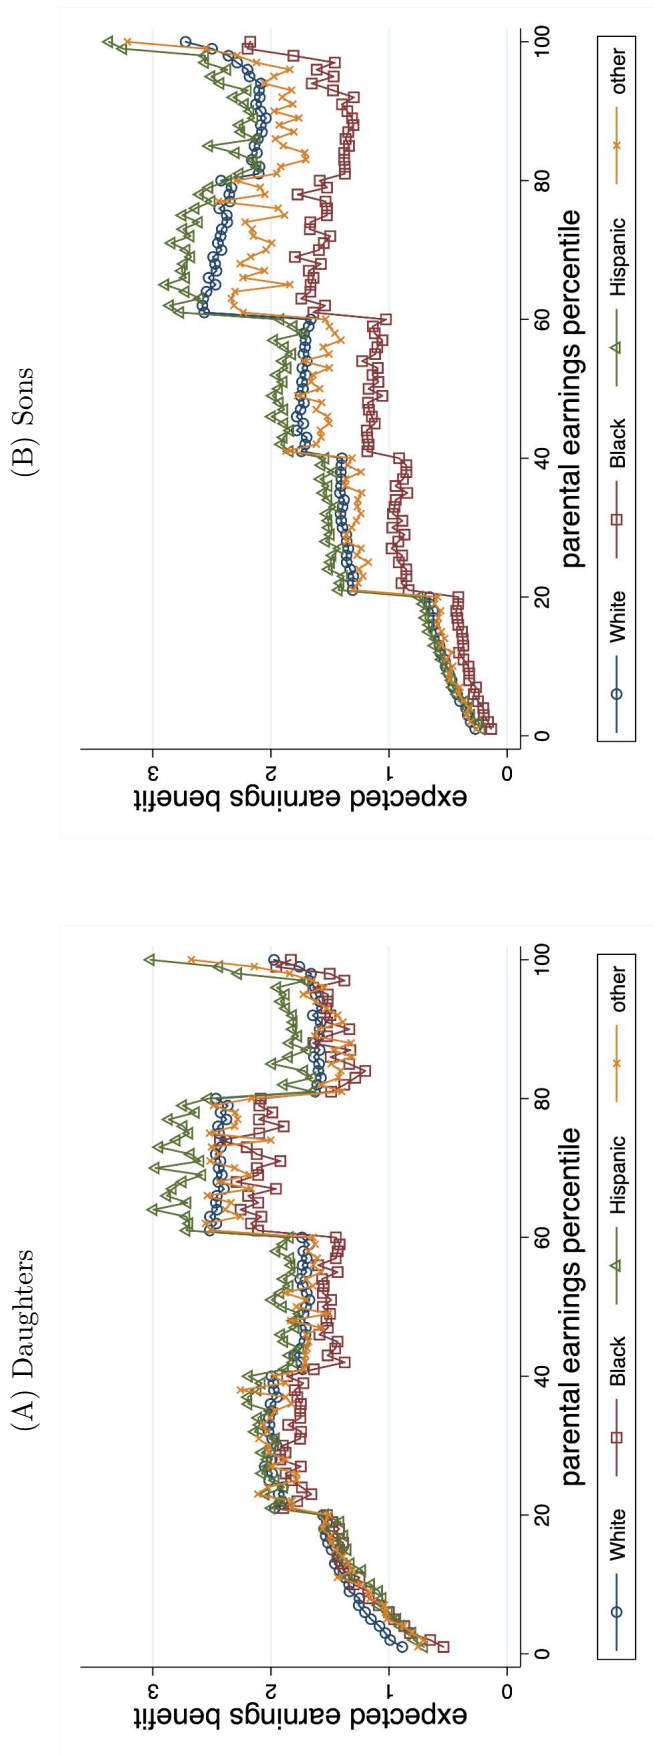 (A) Daughters
expected earnings benefit
3
2
1
0
0 20 40 60 80 100
parental earnings percentile
White Black Hispanic other
(B) Sons
expected earnings benefit
3
2
1
0
0 20 40 60 80 100
parental earnings percentile
White Black Hispanic other